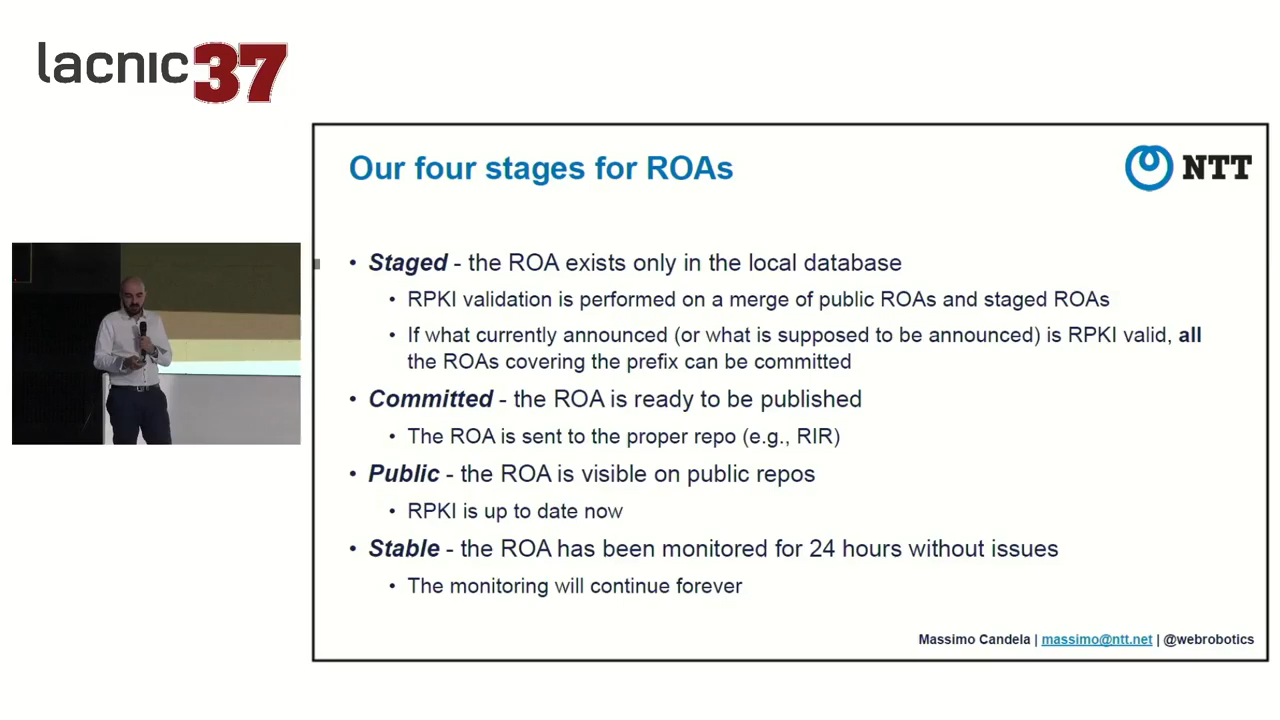 lacnic 37
Our four stages for ROAs
NTT
• Staged - the ROA exists only in the local database
• RPKI validation is performed on a merge of public ROAs and staged ROAs
• If what currently announced (or what is supposed to be announced) is RPKI valid, all
the ROAs covering the prefix can be committed
• Committed - the ROA is ready to be published
• The ROA is sent to the proper repo (e.g., RIR)
• Public - the ROA is visible on public repos
• RPKI is up to date now
• Stable - the ROA has been monitored for 24 hours without issues
• The monitoring will continue forever
Massimo Candela | massimo@ntt.net | @webrobotics